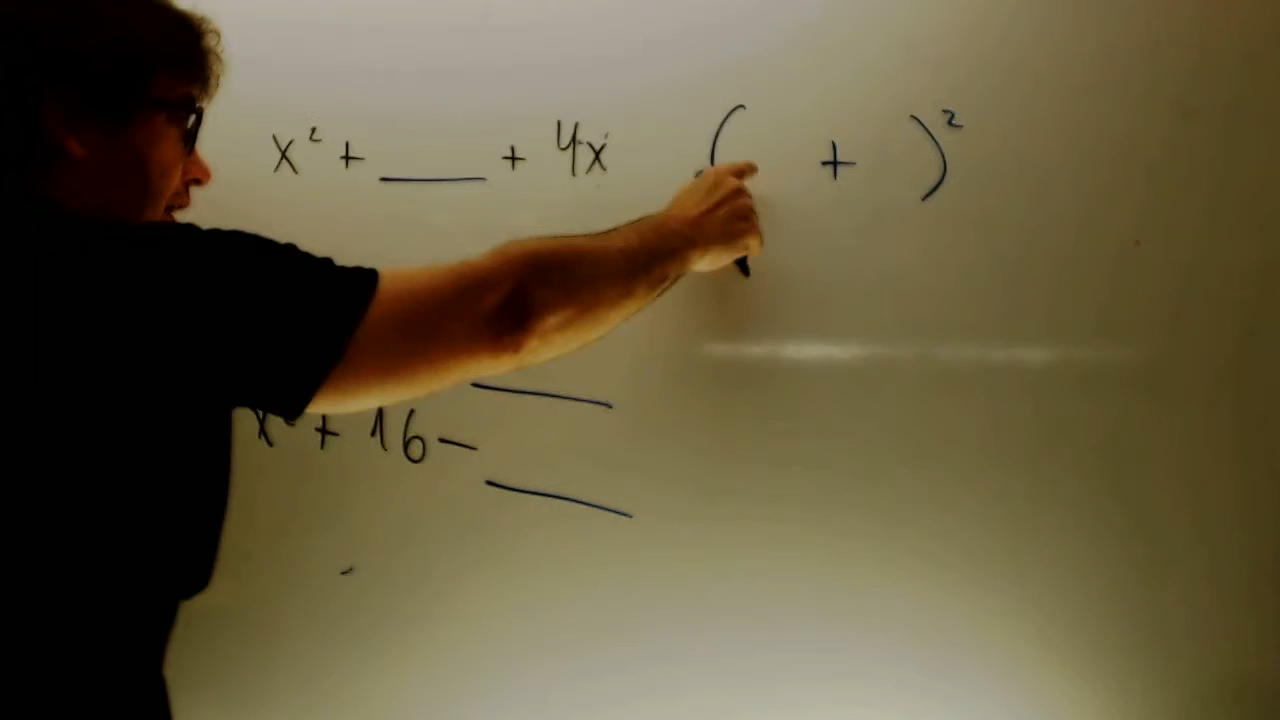 x² + ___ + 4x ( + )²
x² + 16 - ___